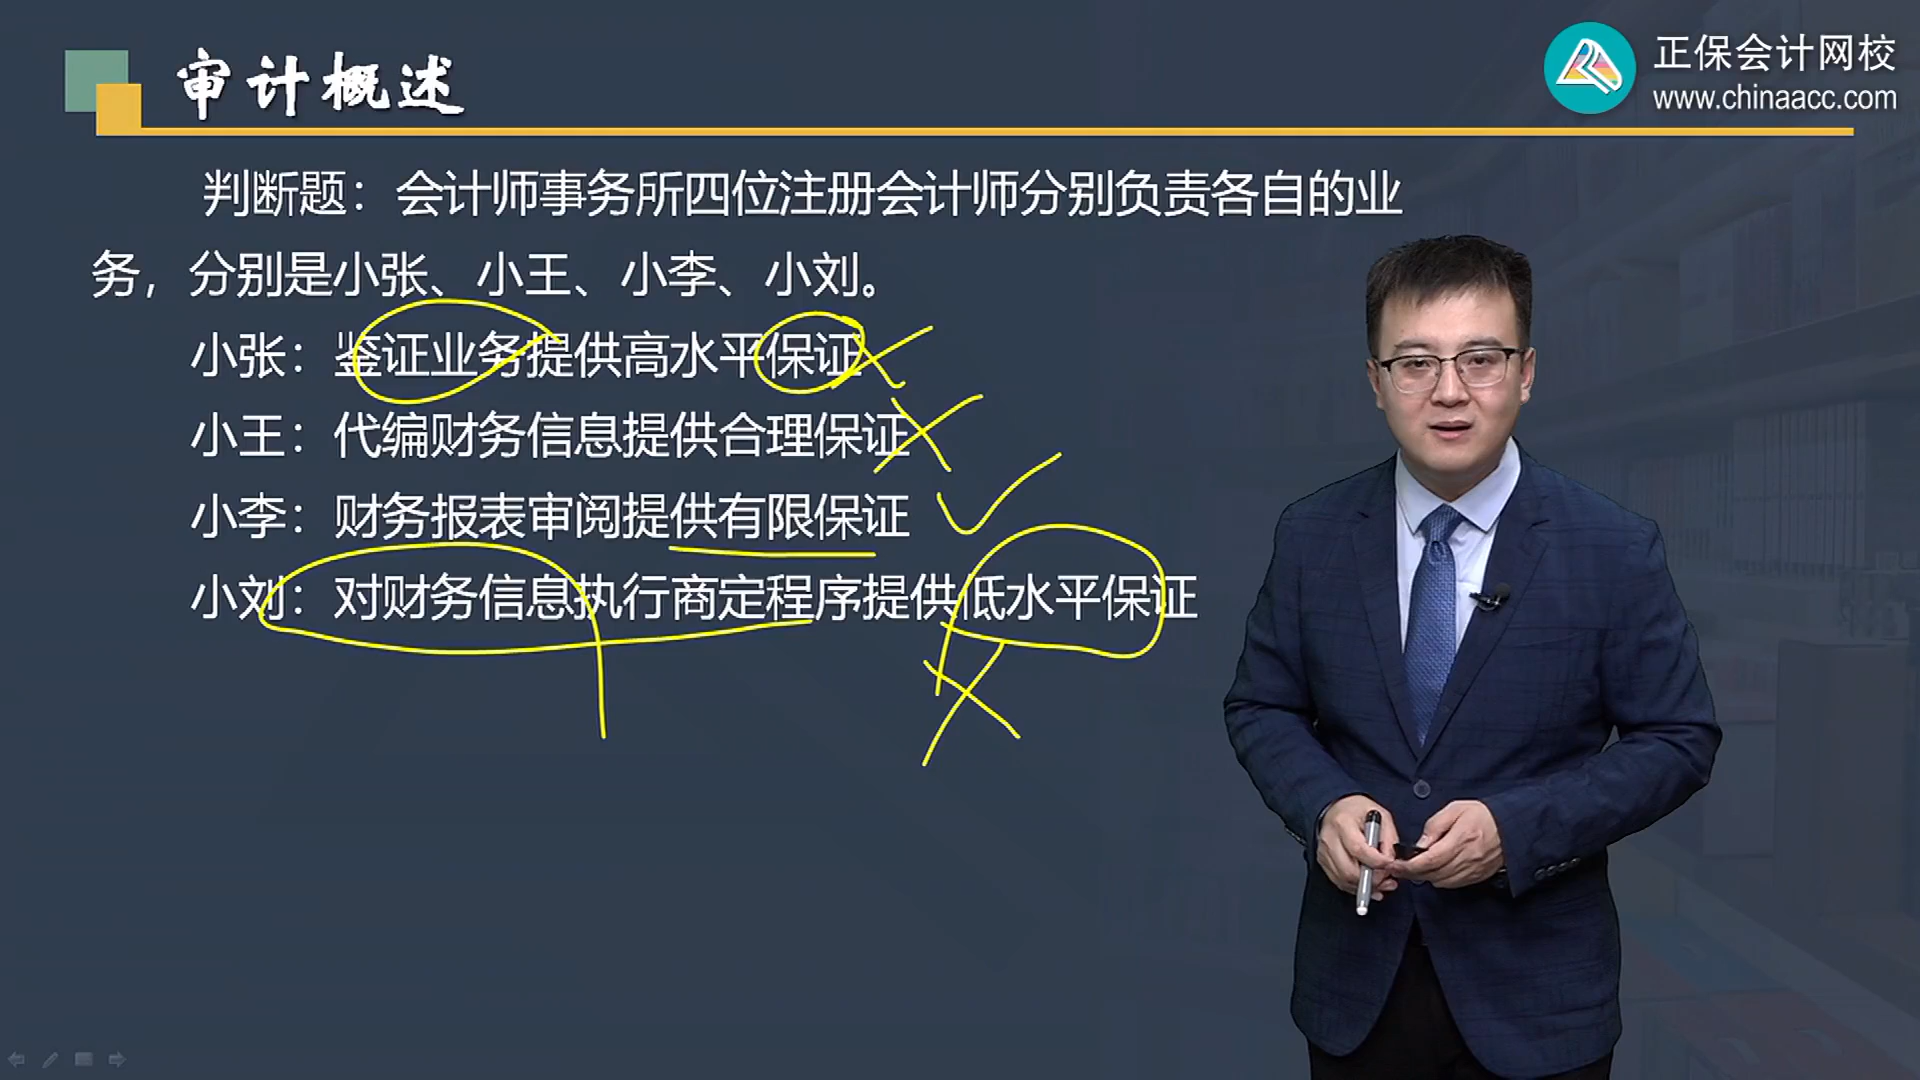 审计概述
正保会计网校
www.chinaacc.com
判断题：会计师事务所四位注册会计师分别负责各自的业
务，分别是小张、小王、小李、小刘。
小张：鉴证业务提供高水平保证
小王：代编财务信息提供合理保证
小李：财务报表审阅提供有限保证
小刘：对财务信息执行商定程序提供低水平保证